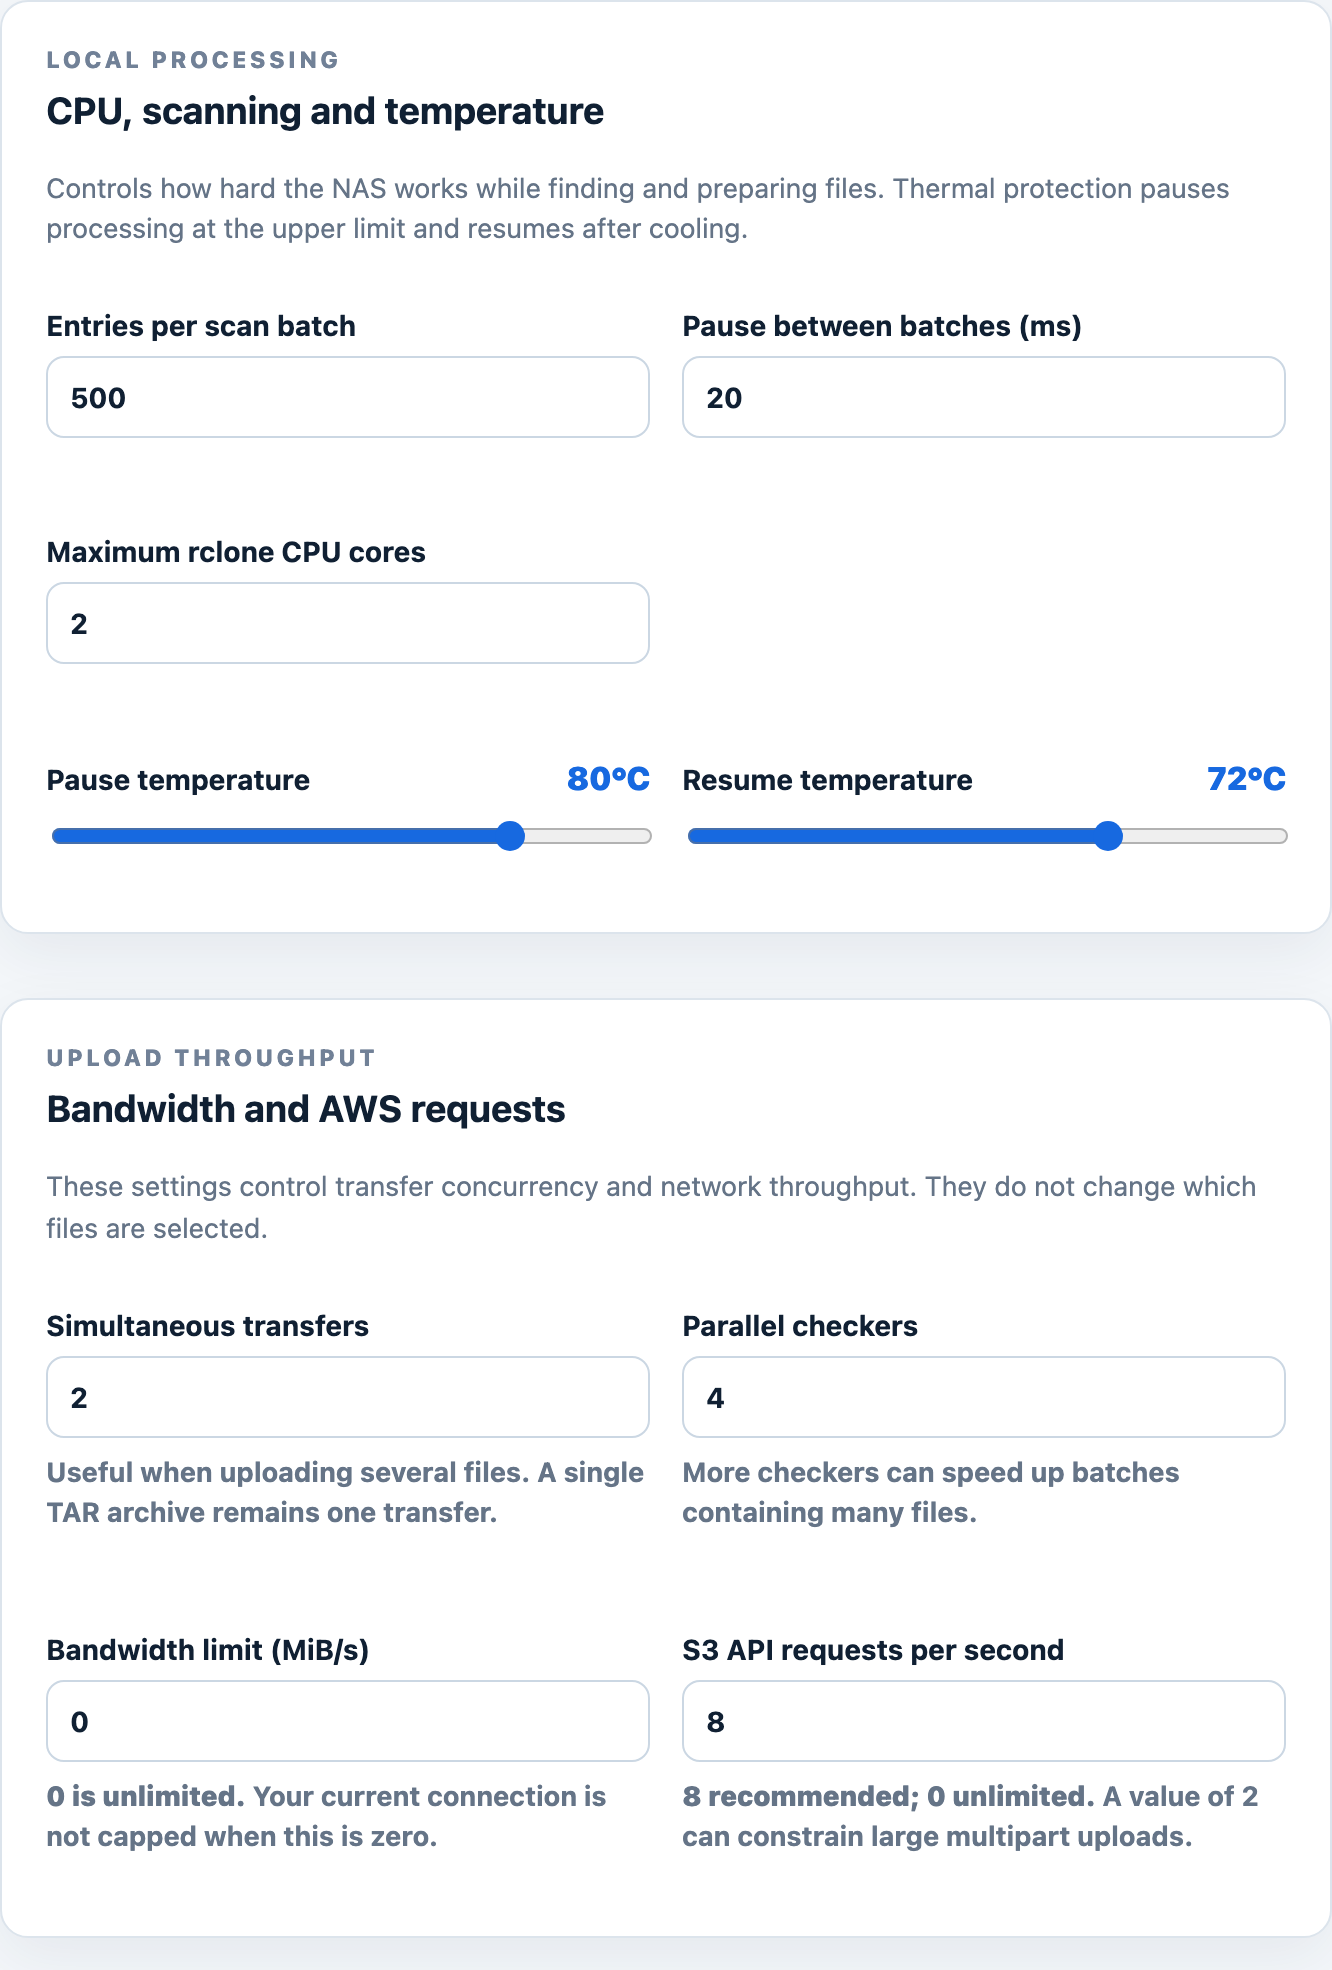 LOCAL PROCESSING
CPU, scanning and temperature
Controls how hard the NAS works while finding and preparing files. Thermal protection pauses
processing at the upper limit and resumes after cooling.
Entries per scan batch
500
Pause between batches (ms)
20
Maximum rclone CPU cores
2
Pause temperature 80°C
Resume temperature 72°C
UPLOAD THROUGHPUT
Bandwidth and AWS requests
These settings control transfer concurrency and network throughput. They do not change which
files are selected.
Simultaneous transfers
2
Useful when uploading several files. A single
TAR archive remains one transfer.
Parallel checkers
4
More checkers can speed up batches
containing many files.
Bandwidth limit (MiB/s)
0
0 is unlimited. Your current connection is
not capped when this is zero.
S3 API requests per second
8
8 recommended; 0 unlimited. A value of 2
can constrain large multipart uploads.